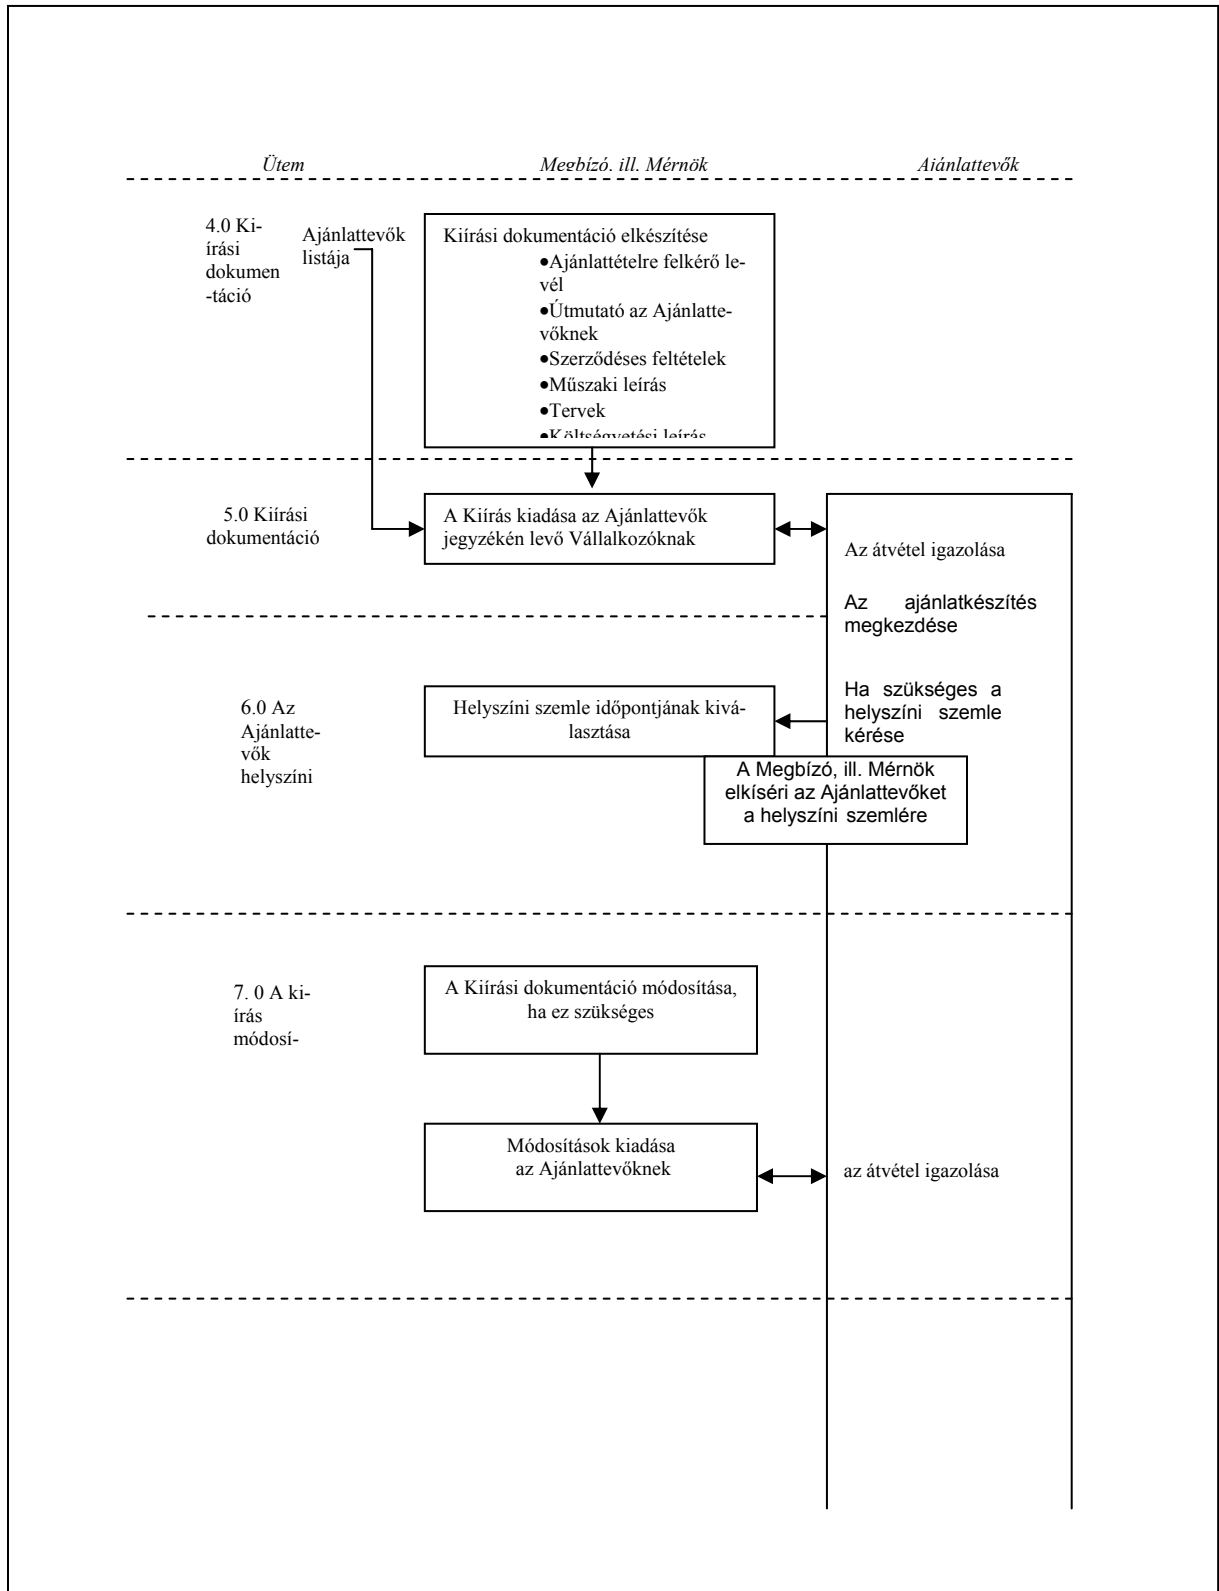 Ütem Megbízó. ill. Mérnök Ajánlattevők
4.0 Ki-
írási
dokumen
-táció
Ajánlattevők
listája
Kiírási dokumentáció elkészítése
•Ajánlattételre felkérő le-
vél
•Útmutató az Ajánlatte-
vőknek
•Szerződéses feltételek
•Műszaki leírás
•Tervek
•Költségvetési leírás
5.0 Kiírási
dokumentáció
A Kiírás kiadása az Ajánlattevők
jegyzékén levő Vállalkozóknak
Az átvétel igazolása
Az ajánlatkészítés
megkezdése
6.0 Az
Ajánlatte-
vők
helyszíni
Helyszíni szemle időpontjának kivá-
lasztása
Ha szükséges a
helyszíni szemle
kérése
A Megbízó, ill. Mérnök
elkíséri az Ajánlattevőket
a helyszíni szemlére
7. 0 A ki-
írás
módosí-
A Kiírási dokumentáció módosítása,
ha ez szükséges
Módosítások kiadása
az Ajánlattevőknek
az átvétel igazolása